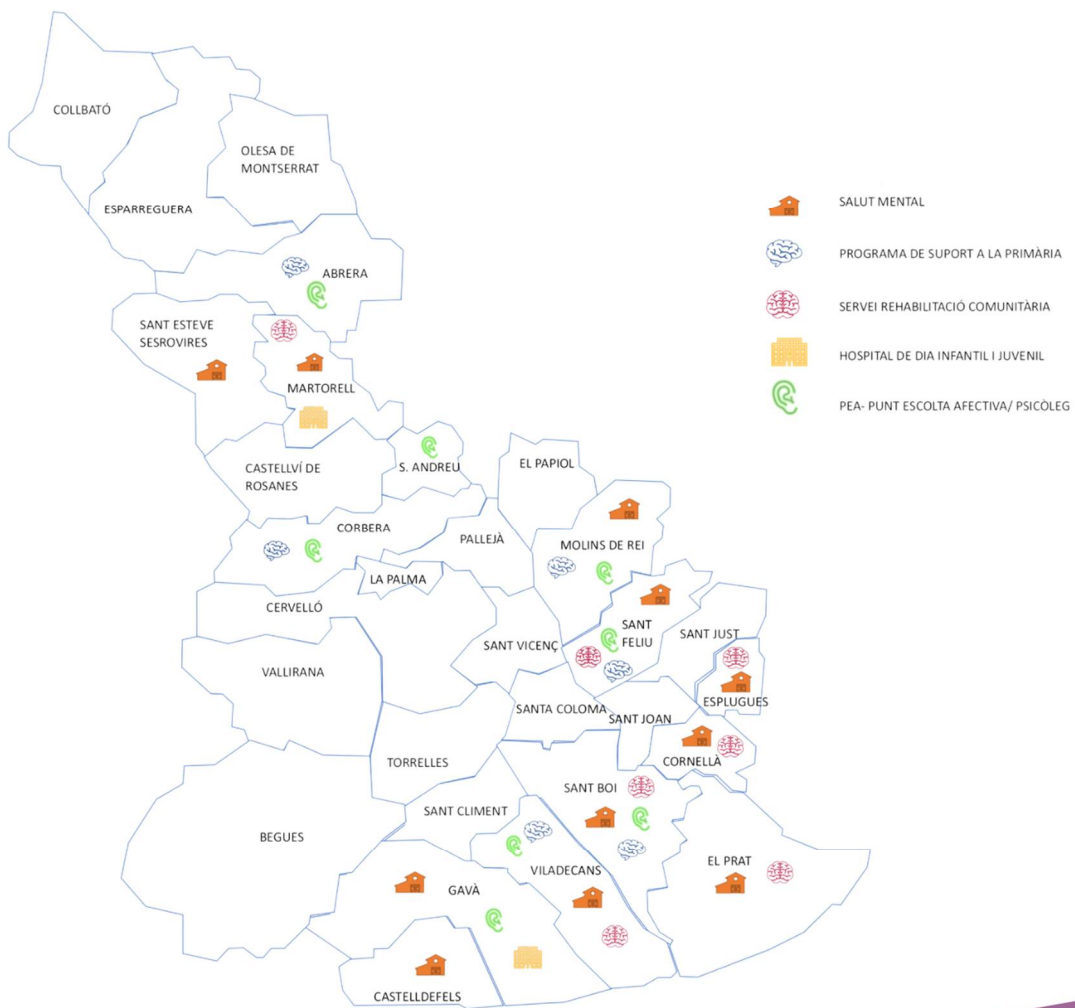 COLLBATÓ
OLESA DE
MONTSERRAT
ESPARREGUERA
ABRERA
SANT ESTEVE
SESROVIRES
MARTORELL
CASTELLVÍ DE
ROSANES
S. ANDREU
EL PAPIOL
CORBERA
PALLEJÀ
MOLINS DE REI
LA PALMA
CERVELLÓ
SANT VICENÇ
SANT
FELIU
SANT JUST
VALLIRANA
ESPLUGUES
SANTA COLOMA
SANT JOAN
CORNELLÀ
TORRELLES
SANT BOI
SANT CLIMENT
BEGUES
VILADECANS
EL PRAT
GAVÀ
CASTELLDEFELS
SALUT MENTAL
PROGRAMA DE SUPORT A LA PRIMÀRIA
SERVEI REHABILITACIÓ COMUNITÀRIA
HOSPITAL DE DIA INFANTIL I JUVENIL
PEA- PUNT ESCOLTA AFECTIVA/ PSICÒLEG